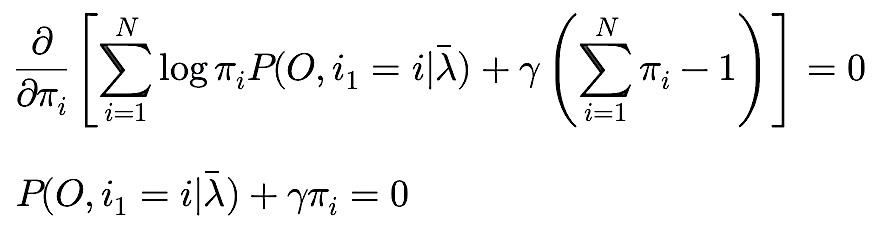 ∂/∂π_i [ ∑_{i=1}^{N} log π_i P(O, i_1 = i|λ̄) + γ ( ∑_{i=1}^{N} π_i − 1 ) ] = 0
P(O, i_1 = i|λ̄) + γπ_i = 0